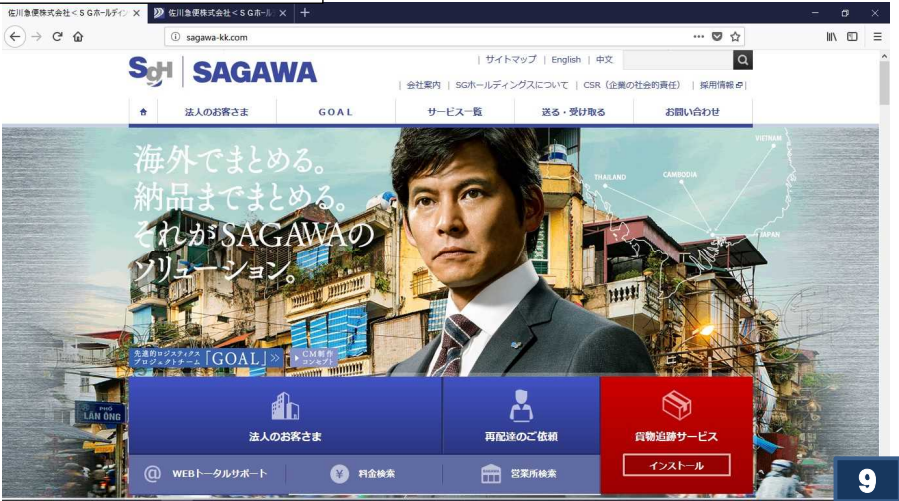 佐川急便株式会社<SGホールディン
佐川急便株式会社<SGホール
sagawa-kk.com
SGH SAGAWA
サイトマップ | English | 中文
会社案内 | SGホールディングスについて | CSR（企業の社会的責任） | 採用情報
法人のお客さま GOAL サービス一覧 送る・受け取る お問い合わせ
海外でまとめる。
納品までまとめる。
それがSAGAWAの
ソリューション。
VIETNAM
THAILAND
CAMBODIA
JAPAN
先進的ロジスティクス
プロジェクトチーム「GOAL」≫
CM制作
コンセプト
PHỐ
LÃN ÔNG
法人のお客さま
再配達のご依頼
貨物追跡サービス
インストール
@ WEBトータルサポート
¥ 料金検索
営業所検索
9